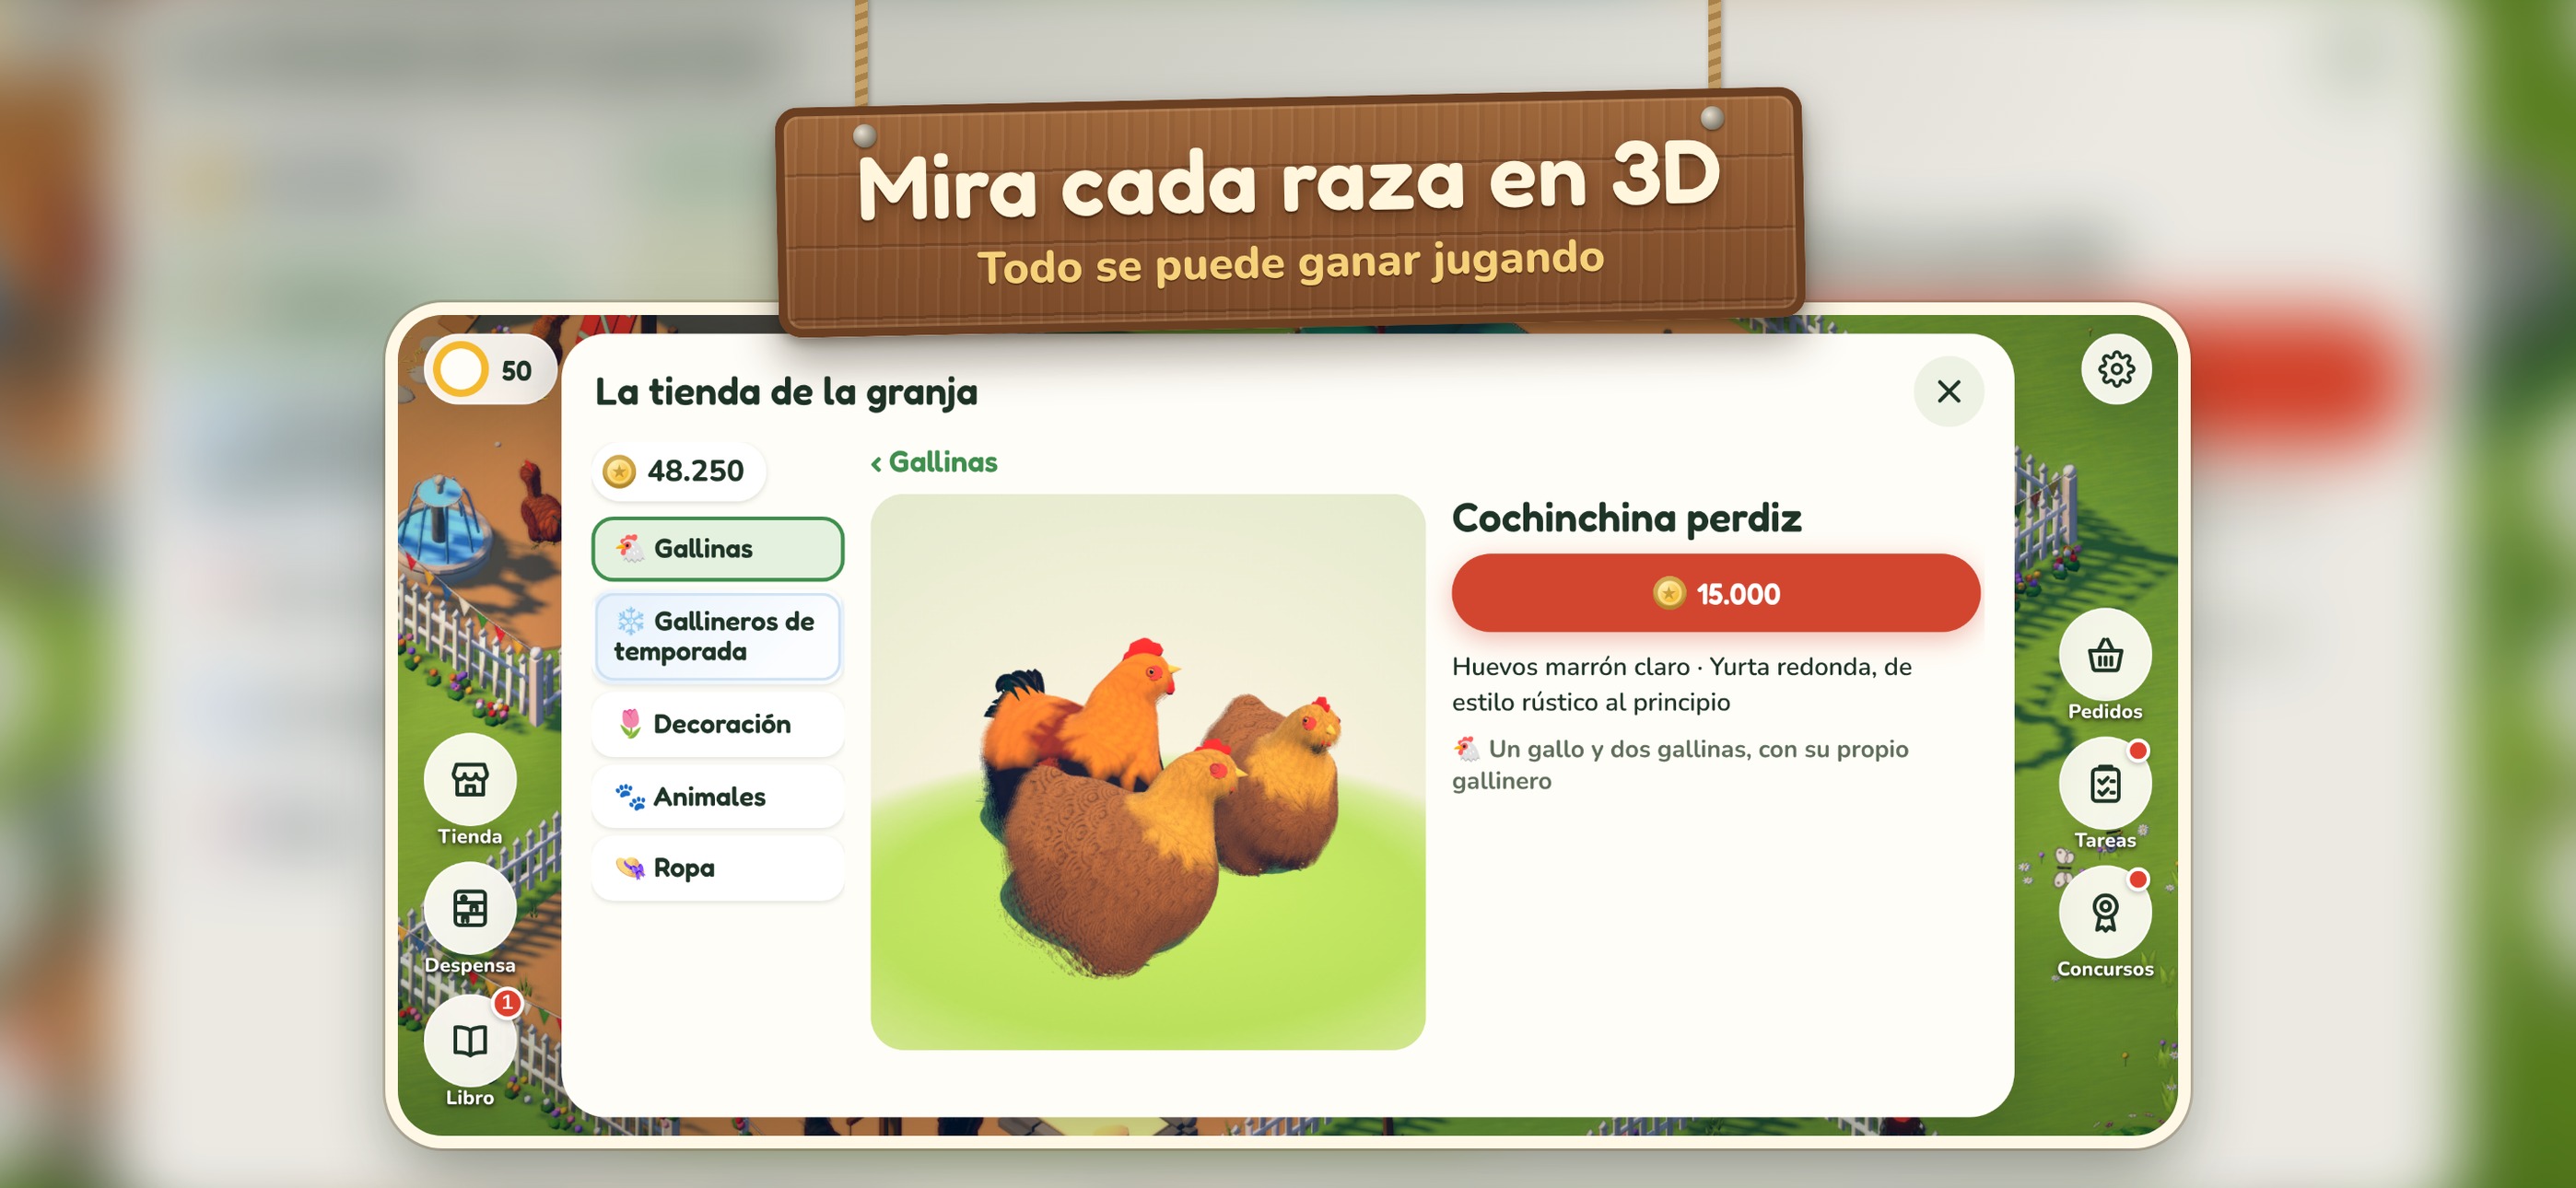 Mira cada raza en 3D
Todo se puede ganar jugando
50
La tienda de la granja
48.250
‹ Gallinas
Gallinas
Gallineros de
temporada
Decoración
Animales
Ropa
Cochinchina perdiz
15.000
Huevos marrón claro · Yurta redonda, de
estilo rústico al principio
Un gallo y dos gallinas, con su propio
gallinero
Tienda
Despensa
1
Libro
Pedidos
Tareas
Concursos